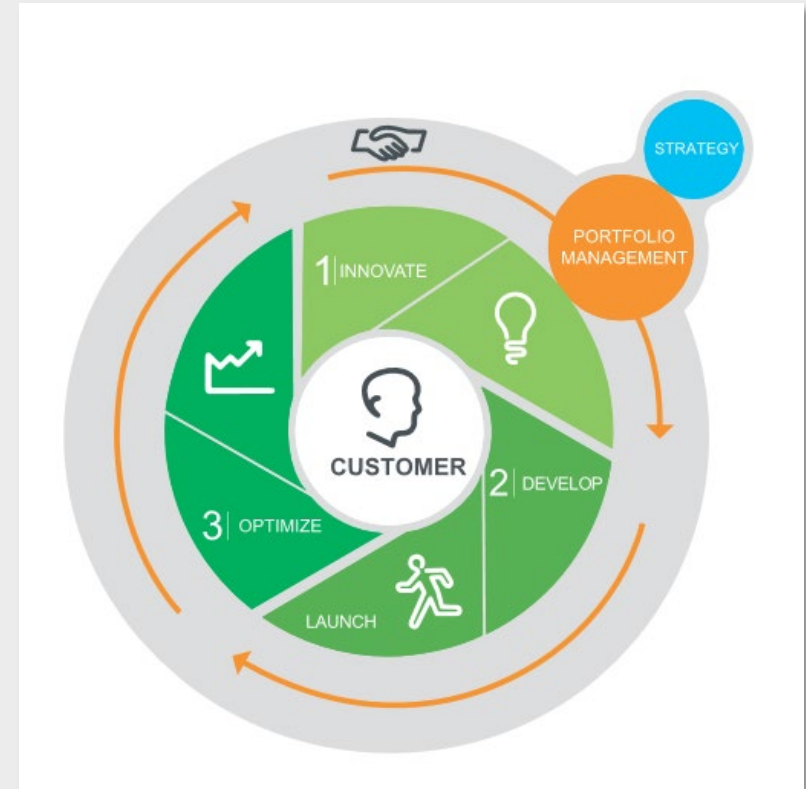 STRATEGY
PORTFOLIO
MANAGEMENT
1 INNOVATE
CUSTOMER
2 DEVELOP
3 OPTIMIZE
LAUNCH